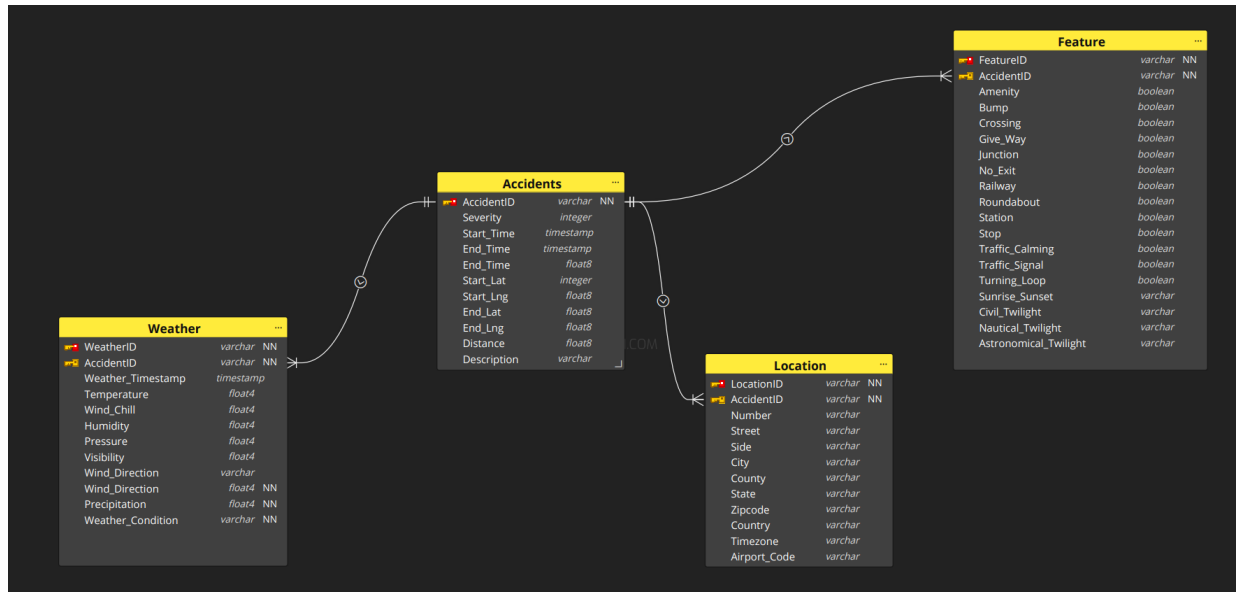 Feature ...
FeatureID varchar NN
AccidentID varchar NN
Amenity boolean
Bump boolean
Crossing boolean
Give_Way boolean
Junction boolean
No_Exit boolean
Railway boolean
Roundabout boolean
Station boolean
Stop boolean
Traffic_Calming boolean
Traffic_Signal boolean
Turning_Loop boolean
Sunrise_Sunset varchar
Civil_Twilight varchar
Nautical_Twilight varchar
Astronomical_Twilight varchar
Accidents ...
AccidentID varchar NN
Severity integer
Start_Time timestamp
End_Time timestamp
End_Time float8
Start_Lat integer
Start_Lng float8
End_Lat float8
End_Lng float8
Distance float8
Description varchar
Weather ...
WeatherID varchar NN
AccidentID varchar NN
Weather_Timestamp timestamp
Temperature float4
Wind_Chill float4
Humidity float4
Pressure float4
Visibility float4
Wind_Direction varchar
Wind_Direction float4 NN
Precipitation float4 NN
Weather_Condition varchar NN
Location ...
LocationID varchar NN
AccidentID varchar NN
Number varchar
Street varchar
Side varchar
City varchar
County varchar
State varchar
Zipcode varchar
Country varchar
Timezone varchar
Airport_Code varchar